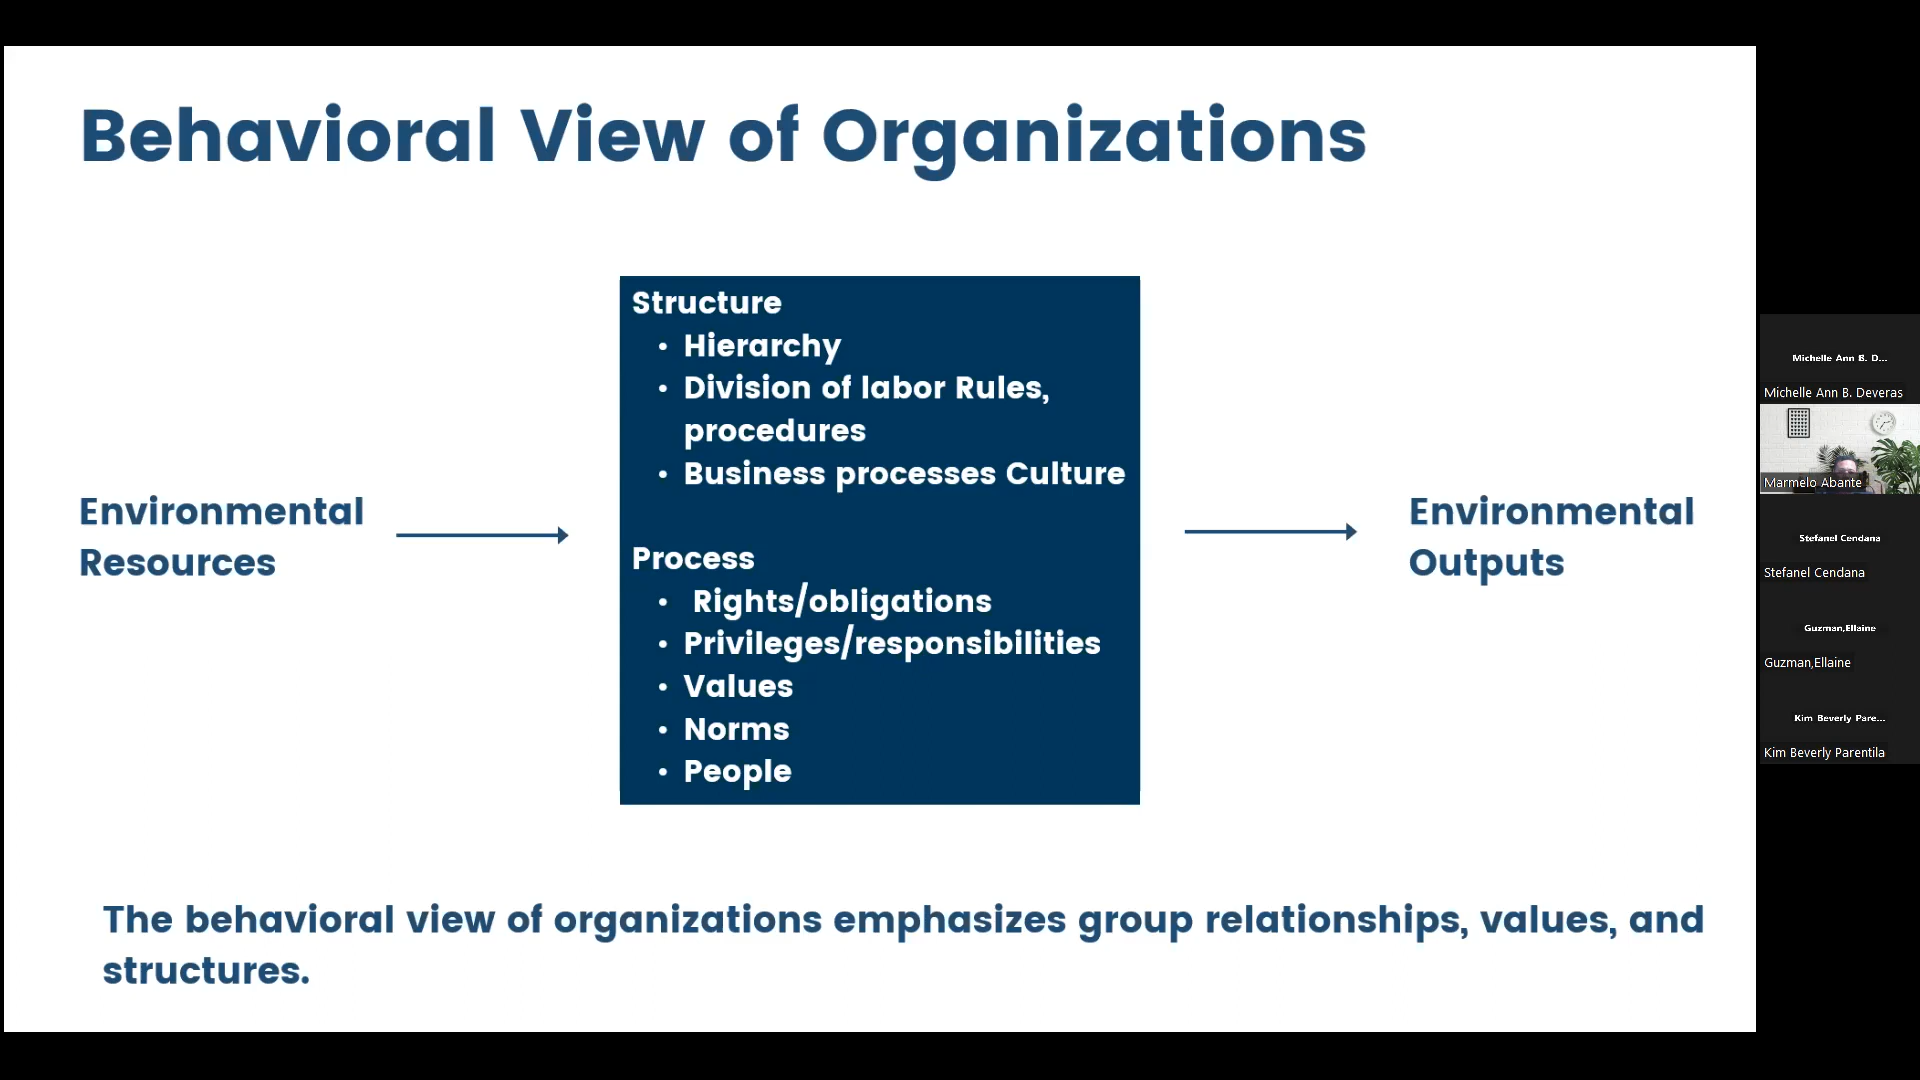 Behavioral View of Organizations
Structure
• Hierarchy
• Division of labor Rules,
procedures
• Business processes Culture
Process
• Rights/obligations
• Privileges/responsibilities
• Values
• Norms
• People
Environmental
Resources
Environmental
Outputs
The behavioral view of organizations emphasizes group relationships, values, and
structures.
Michelle Ann B. D...
Michelle Ann B. Deveras
Marmelo Abante
Stefanel Cendana
Stefanel Cendana
Guzman,Ellaine
Guzman,Ellaine
Kim Beverly Pare...
Kim Beverly Parentila